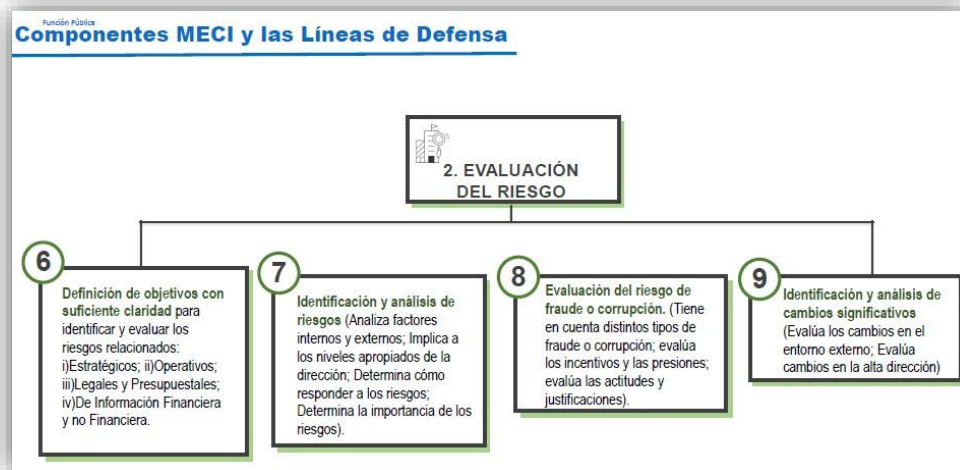 Función Pública
Componentes MECI y las Líneas de Defensa
2. EVALUACIÓN
DEL RIESGO
6
Definición de objetivos con
suficiente claridad para
identificar y evaluar los
riesgos relacionados:
i)Estratégicos; ii)Operativos;
iii)Legales y Presupuestales;
iv)De Información Financiera
y no Financiera.
7
Identificación y análisis de
riesgos (Analiza factores
internos y externos; Implica a
los niveles apropiados de la
dirección; Determina cómo
responder a los riesgos;
Determina la importancia de los
riesgos).
8
Evaluación del riesgo de
fraude o corrupción. (Tiene
en cuenta distintos tipos de
fraude o corrupción; evalúa
los incentivos y las presiones;
evalúa las actitudes y
justificaciones).
9
Identificación y análisis de
cambios significativos
(Evalúa los cambios en el
entorno externo; Evalúa
cambios en la alta dirección)